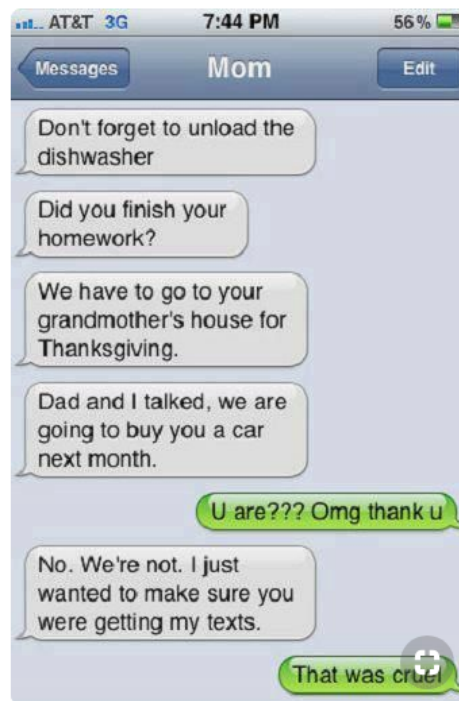 AT&T 3G 7:44 PM 56%
Messages Mom Edit
Don't forget to unload the
dishwasher
Did you finish your
homework?
We have to go to your
grandmother's house for
Thanksgiving.
Dad and I talked, we are
going to buy you a car
next month.
U are??? Omg thank u
No. We're not. I just
wanted to make sure you
were getting my texts.
That was cruel